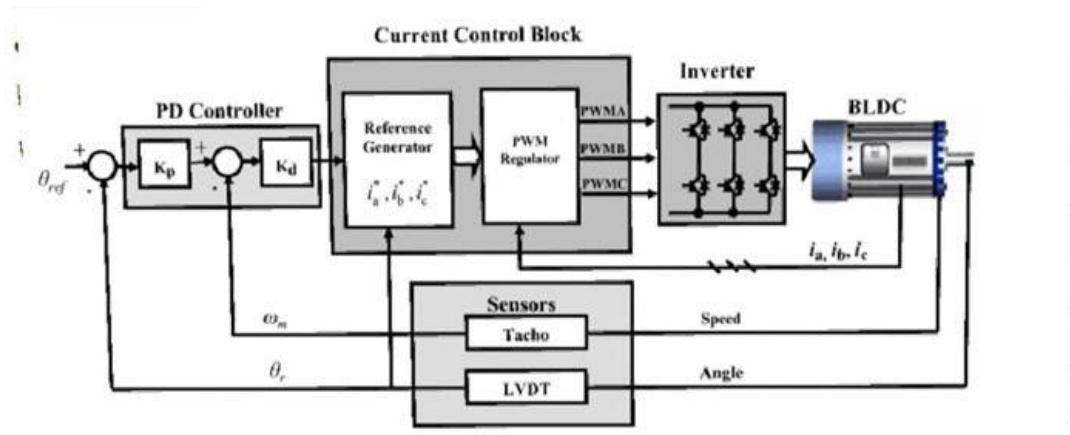 Current Control Block
Inverter
PD Controller
BLDC
Reference
Generator
i*a , i*b , i*c
PWM
Regulator
PWMA
PWMB
PWMC
+
Kp
+
Kd
θref
-
-
ia, ib, ic
Sensors
ωm
Tacho
Speed
θr
LVDT
Angle